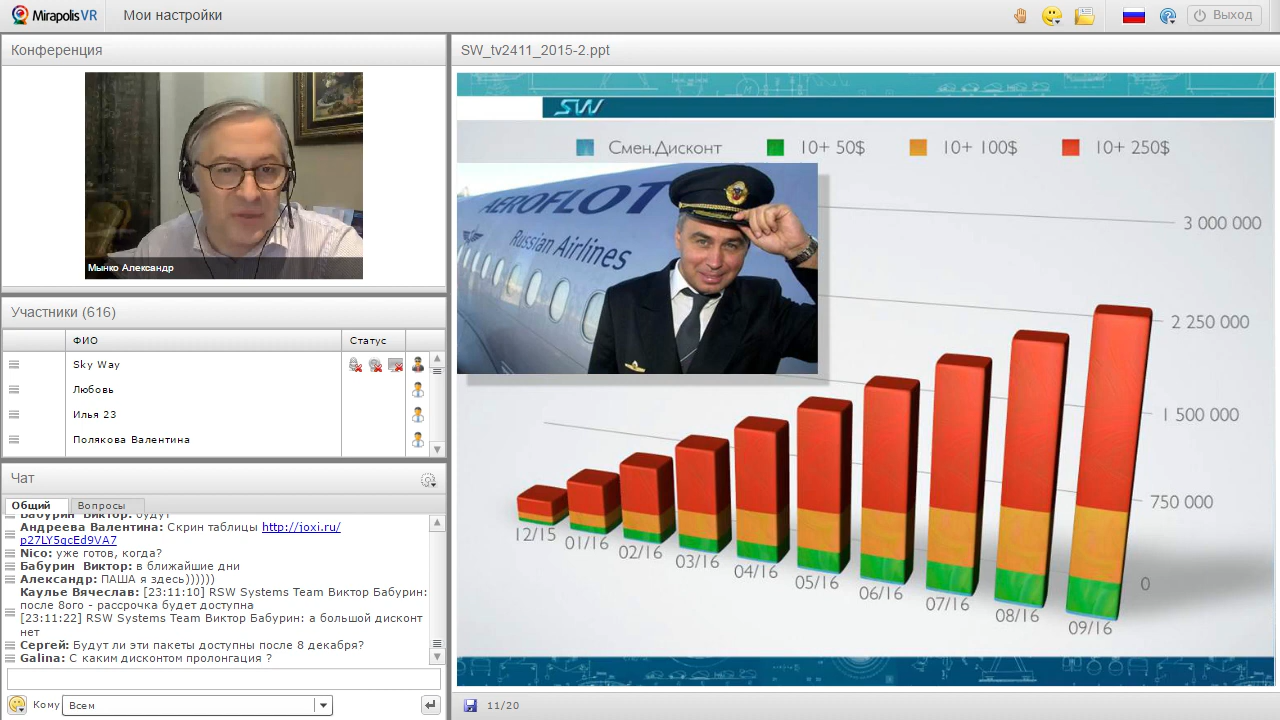 Mirapolis VR
Мои настройки
Выход
Конференция
Мынко Александр
Участники (616)
ФИО
Статус
Sky Way
Любовь
Илья 23
Полякова Валентина
Чат
Общий
Вопросы
Бабурин Виктор: будут
Андреева Валентина: Скрин таблицы http://joxi.ru/
p27LY5qcEd9VA7
Nico: уже готов, когда?
Бабурин Виктор: в ближайшие дни
Александр: ПАША я здесь))))))
Каулье Вячеслав: [23:11:10] RSW Systems Team Виктор Бабурин:
после 8ого - рассрочка будет доступна
[23:11:22] RSW Systems Team Виктор Бабурин: а большой дисконт
нет
Сергей: Будут ли эти пакеты доступны после 8 декабря?
Galina: С каким дисконтом пролонгация ?
Кому
Всем
SW_tv2411_2015-2.ppt
SW
Смен.Дисконт
10+ 50$
10+ 100$
10+ 250$
AEROFLOT
Russian Airlines
3 000 000
2 250 000
1 500 000
750 000
0
12/15
01/16
02/16
03/16
04/16
05/16
06/16
07/16
08/16
09/16
11/20